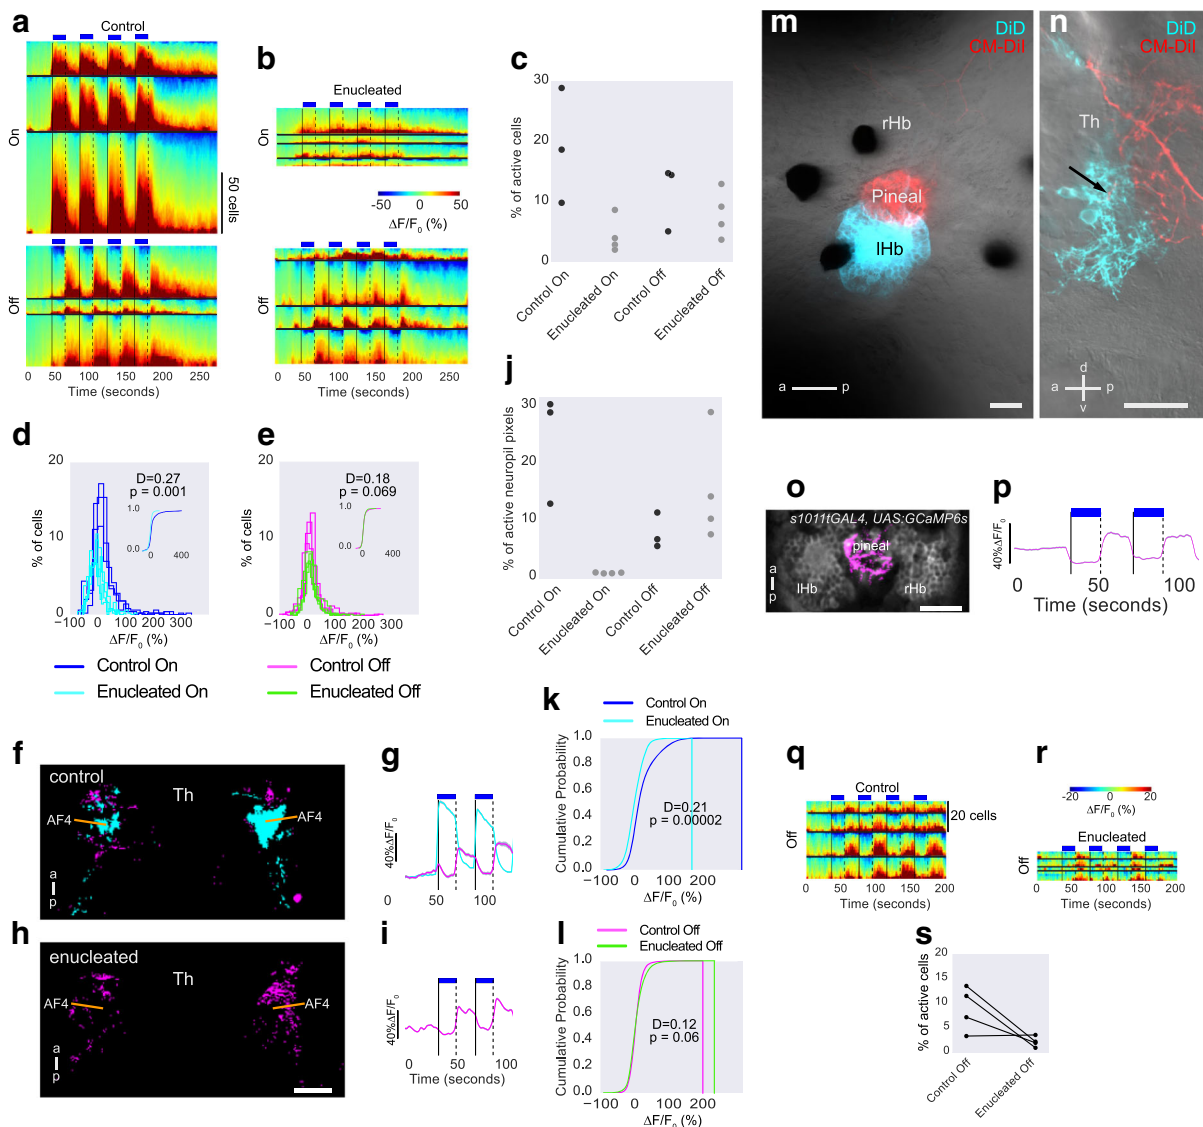 a
Control
On
50 cells
Off
0 50 100 150 200 250
Time (seconds)
b
Enucleated
On
-50 50
ΔF/F0 (%)
Off
0 50 100 150 200 250
Time (seconds)
c
% of active cells
30
20
10
0
Control On
Enucleated On
Control Off
Enucleated Off
d
% of cells
20
10
0
D=0.27
p = 0.001
1.0
0.0
0 400
−100 0 100 200 300
ΔF/F0 (%)
Control On
Enucleated On
e
% of cells
20
10
0
D=0.18
p = 0.069
1.0
0.0
0 400
−100 0 100 200 300
ΔF/F0 (%)
Control Off
Enucleated Off
j
% of active neuropil pixels
30
20
10
0
Control On
Enucleated On
Control Off
Enucleated Off
m
DiD
CM-DiI
rHb
Pineal
lHb
a p
n
DiD
CM-DiI
Th
d
a p
v
o
s1011tGAL4, UAS:GCaMP6s
pineal
a
p
lHb
rHb
p
40%ΔF/F0
0 50 100
Time (seconds)
f
control
Th
AF4
AF4
a
p
g
40%ΔF/F0
0 50 100
h
enucleated
Th
AF4
AF4
a
p
i
40%ΔF/F0
0 50 100
Time (seconds)
k
Control On
Enucleated On
Cumulative Probability
1.0
0.8
0.6
0.4
0.2
0.0
D=0.21
p = 0.00002
−100 0 100 200
ΔF/F0 (%)
l
Control Off
Enucleated Off
Cumulative Probability
1.0
0.8
0.6
0.4
0.2
0.0
D=0.12
p = 0.06
−100 0 100 200
ΔF/F0 (%)
q
Control
Off
20 cells
0 50 100 150 200
Time (seconds)
r
-20 20
ΔF/F0 (%)
Enucleated
Off
0 50 100 150 200
Time (seconds)
s
% of active cells
20
15
10
5
0
Control Off
Enucleated Off